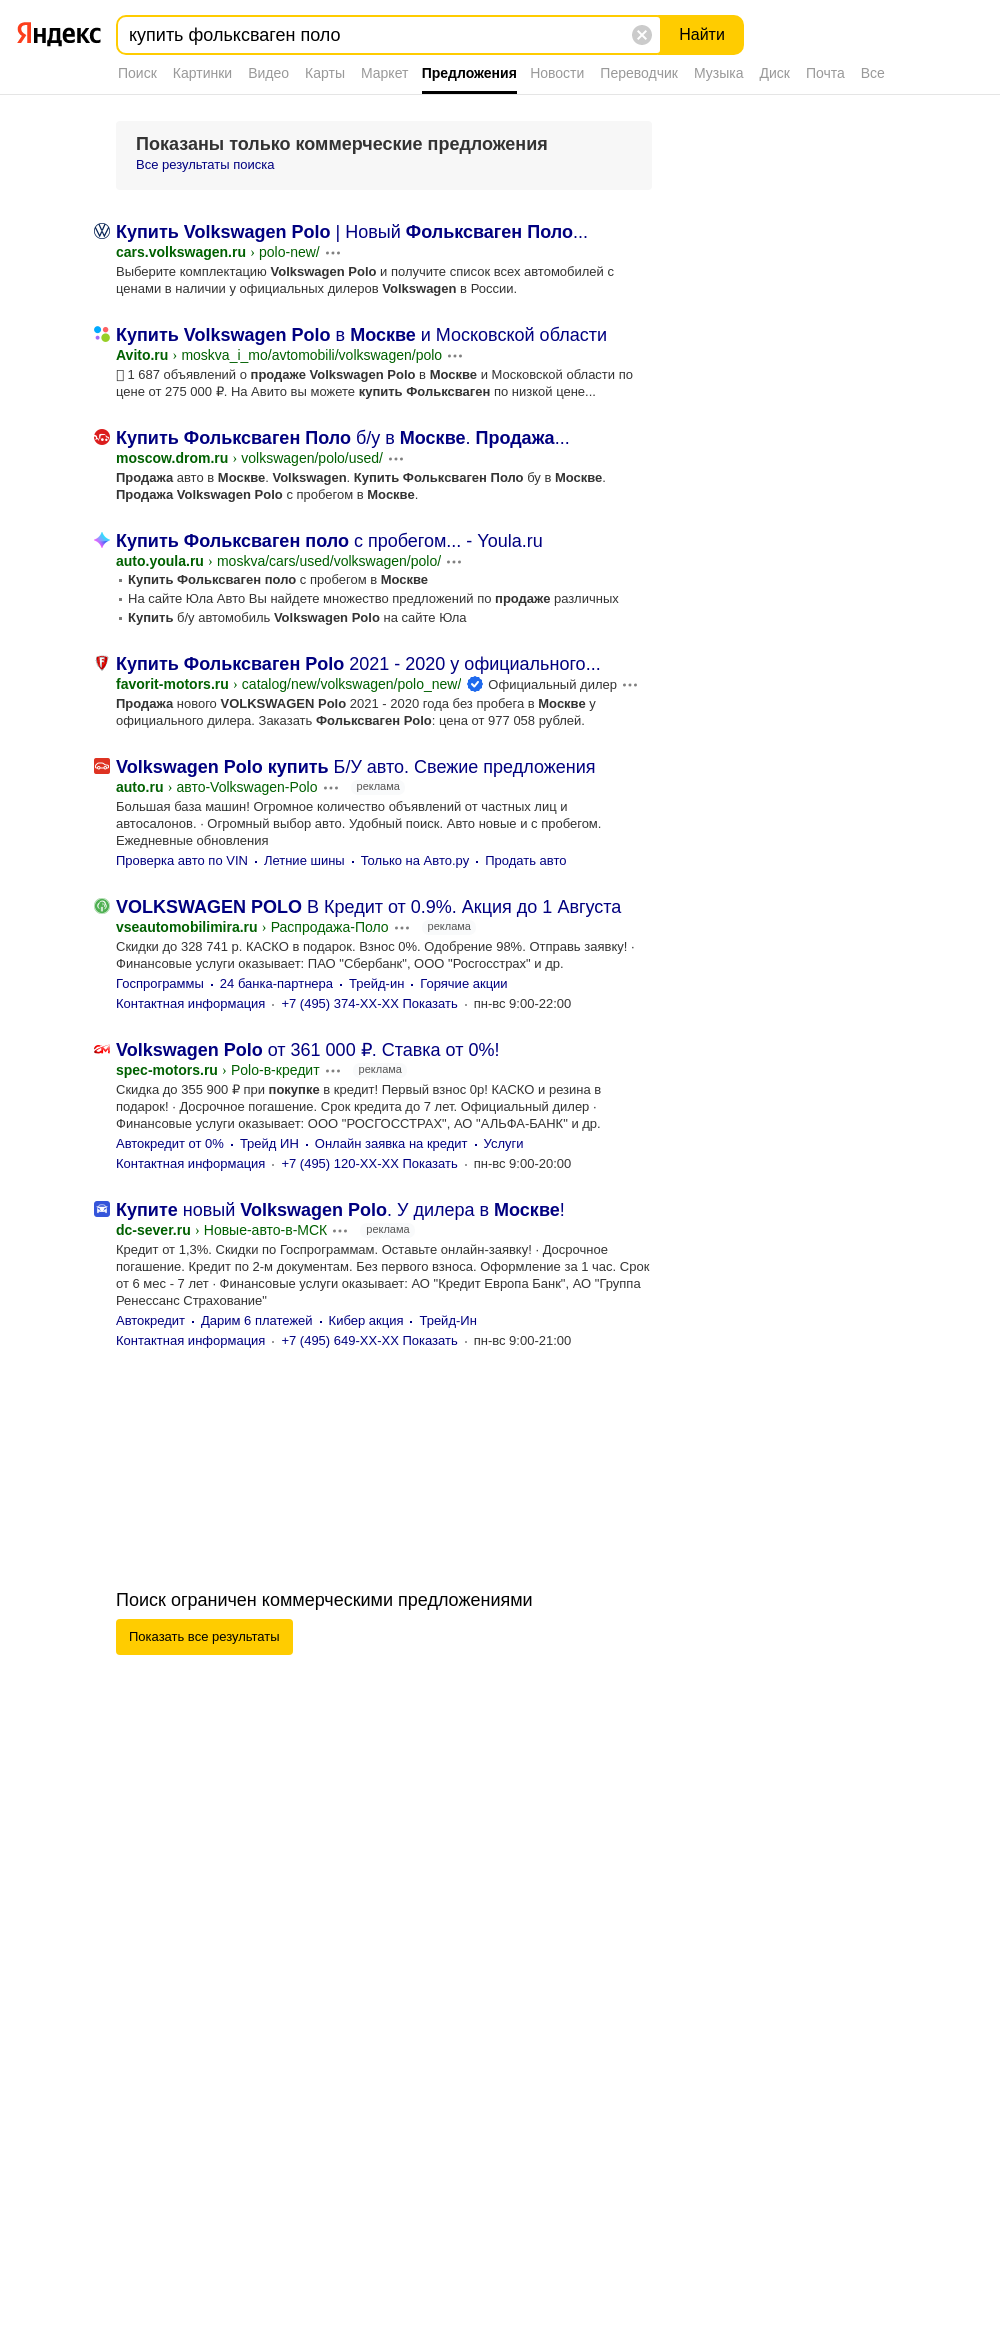 Яндекс
купить фольксваген поло
Найти
Поиск Картинки Видео Карты Маркет Предложения Новости Переводчик Музыка Диск Почта Все
Показаны только коммерческие предложения
Все результаты поиска
Купить Volkswagen Polo | Новый Фольксваген Поло...
cars.volkswagen.ru › polo-new/
Выберите комплектацию Volkswagen Polo и получите список всех автомобилей с
ценами в наличии у официальных дилеров Volkswagen в России.
Купить Volkswagen Polo в Москве и Московской области
Avito.ru › moskva_i_mo/avtomobili/volkswagen/polo
1 687 объявлений о продаже Volkswagen Polo в Москве и Московской области по
цене от 275 000 ₽. На Авито вы можете купить Фольксваген по низкой цене...
Купить Фольксваген Поло б/у в Москве. Продажа...
moscow.drom.ru › volkswagen/polo/used/
Продажа авто в Москве. Volkswagen. Купить Фольксваген Поло бу в Москве.
Продажа Volkswagen Polo с пробегом в Москве.
Купить Фольксваген поло с пробегом... - Youla.ru
auto.youla.ru › moskva/cars/used/volkswagen/polo/
Купить Фольксваген поло с пробегом в Москве
На сайте Юла Авто Вы найдете множество предложений по продаже различных
Купить б/у автомобиль Volkswagen Polo на сайте Юла
Купить Фольксваген Polo 2021 - 2020 у официального...
favorit-motors.ru › catalog/new/volkswagen/polo_new/ Официальный дилер
Продажа нового VOLKSWAGEN Polo 2021 - 2020 года без пробега в Москве у
официального дилера. Заказать Фольксваген Polo: цена от 977 058 рублей.
Volkswagen Polo купить Б/У авто. Свежие предложения
auto.ru › авто-Volkswagen-Polo реклама
Большая база машин! Огромное количество объявлений от частных лиц и
автосалонов. · Огромный выбор авто. Удобный поиск. Авто новые и с пробегом.
Ежедневные обновления
Проверка авто по VIN · Летние шины · Только на Авто.ру · Продать авто
VOLKSWAGEN POLO В Кредит от 0.9%. Акция до 1 Августа
vseautomobilimira.ru › Распродажа-Поло реклама
Скидки до 328 741 р. КАСКО в подарок. Взнос 0%. Одобрение 98%. Отправь заявку! ·
Финансовые услуги оказывает: ПАО "Сбербанк", ООО "Росгосстрах" и др.
Госпрограммы · 24 банка-партнера · Трейд-ин · Горячие акции
Контактная информация · +7 (495) 374-XX-XX Показать · пн-вс 9:00-22:00
Volkswagen Polo от 361 000 ₽. Ставка от 0%!
spec-motors.ru › Polo-в-кредит реклама
Скидка до 355 900 ₽ при покупке в кредит! Первый взнос 0р! КАСКО и резина в
подарок! · Досрочное погашение. Срок кредита до 7 лет. Официальный дилер ·
Финансовые услуги оказывает: ООО "РОСГОССТРАХ", АО "АЛЬФА-БАНК" и др.
Автокредит от 0% · Трейд ИН · Онлайн заявка на кредит · Услуги
Контактная информация · +7 (495) 120-XX-XX Показать · пн-вс 9:00-20:00
Купите новый Volkswagen Polo. У дилера в Москве!
dc-sever.ru › Новые-авто-в-МСК реклама
Кредит от 1,3%. Скидки по Госпрограммам. Оставьте онлайн-заявку! · Досрочное
погашение. Кредит по 2-м документам. Без первого взноса. Оформление за 1 час. Срок
от 6 мес - 7 лет · Финансовые услуги оказывает: АО "Кредит Европа Банк", АО "Группа
Ренессанс Страхование"
Автокредит · Дарим 6 платежей · Кибер акция · Трейд-Ин
Контактная информация · +7 (495) 649-XX-XX Показать · пн-вс 9:00-21:00
Поиск ограничен коммерческими предложениями
Показать все результаты